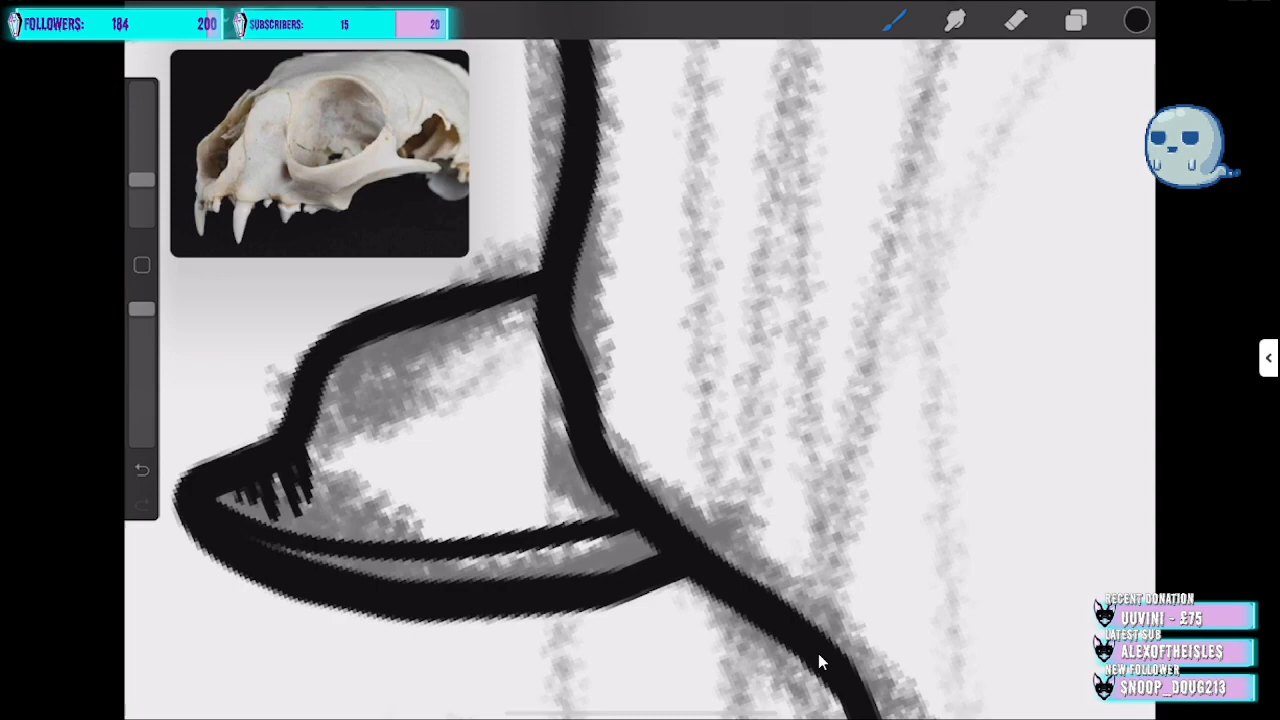 FOLLOWERS: 184 200
SUBSCRIBERS: 15 20
RECENT DONATION
UUVINI - £75
LATEST SUB
ALEXOFTHEISLES
NEW FOLLOWER
SNOOP_DOUG213